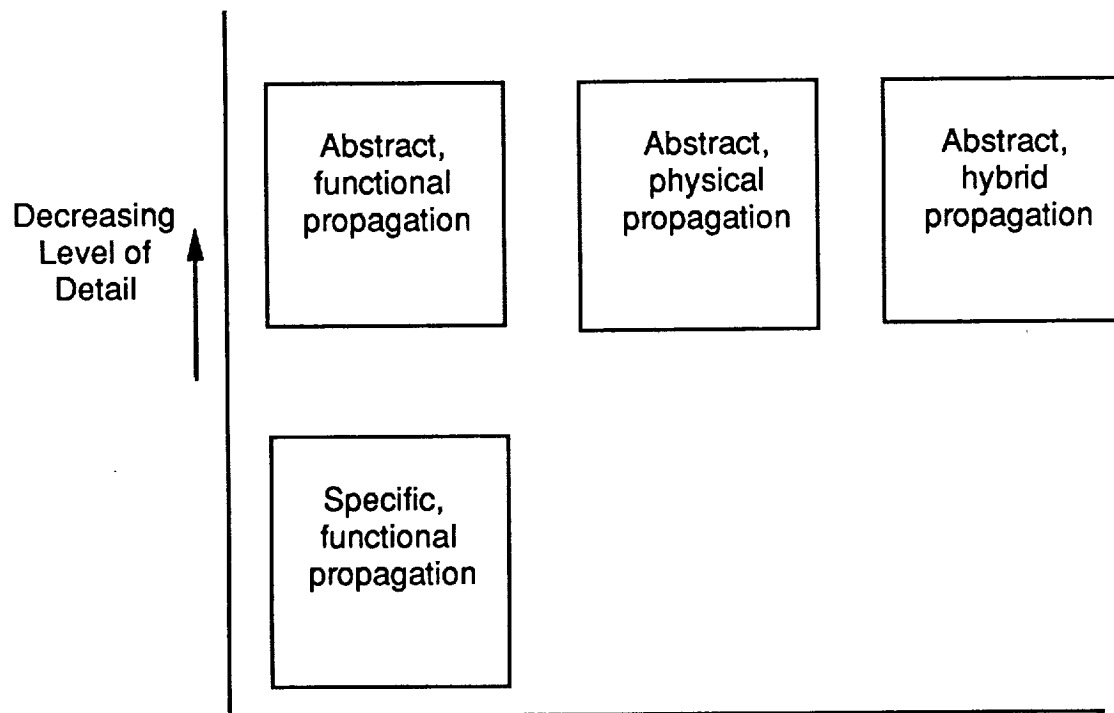 Decreasing
Level of
Detail
Abstract,
functional
propagation
Abstract,
physical
propagation
Abstract,
hybrid
propagation
Specific,
functional
propagation